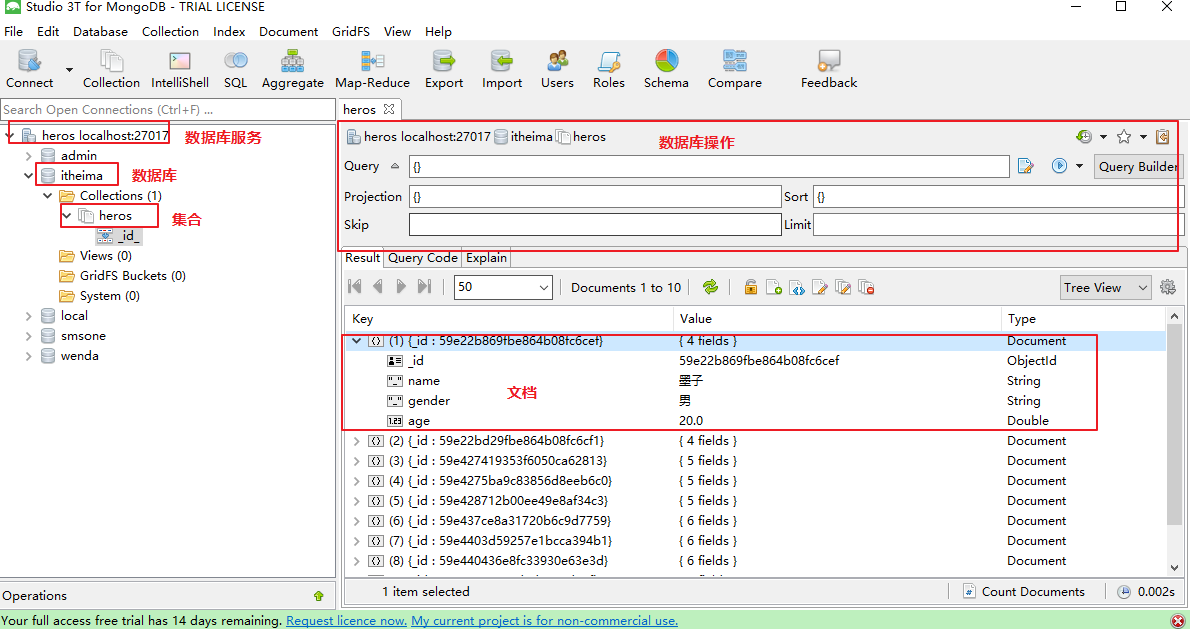 Studio 3T for MongoDB - TRIAL LICENSE
File Edit Database Collection Index Document GridFS View Help
Connect Collection IntelliShell SQL Aggregate Map-Reduce Export Import Users Roles Schema Compare Feedback
Search Open Connections (Ctrl+F) ...
heros localhost:27017 数据库服务
admin
itheima 数据库
Collections (1)
heros 集合
_id_
Views (0)
GridFS Buckets (0)
System (0)
local
smsone
wenda
Operations
heros
heros localhost:27017 itheima heros
数据库操作
Query {} Query Builder
Projection {} Sort {}
Skip Limit
Result Query Code Explain
50 Documents 1 to 10 Tree View
Key Value Type
(1) {_id : 59e22b869fbe864b08fc6cef} { 4 fields } Document
_id 59e22b869fbe864b08fc6cef ObjectId
name 墨子 String
gender 文档 男 String
age 20.0 Double
(2) {_id : 59e22bd29fbe864b08fc6cf1} { 4 fields } Document
(3) {_id : 59e427419353f6050ca62813} { 5 fields } Document
(4) {_id : 59e4275ba9c83856d8eeb6c0} { 5 fields } Document
(5) {_id : 59e428712b00ee49e8af34c3} { 5 fields } Document
(6) {_id : 59e437ce8a31720b6c9d7759} { 6 fields } Document
(7) {_id : 59e4403d59257e1bcca394b1} { 6 fields } Document
(8) {_id : 59e440436e8fc33930e63e3d} { 6 fields } Document
1 item selected Count Documents 0.002s
Your full access free trial has 14 days remaining. Request licence now. My current project is for non-commercial use.